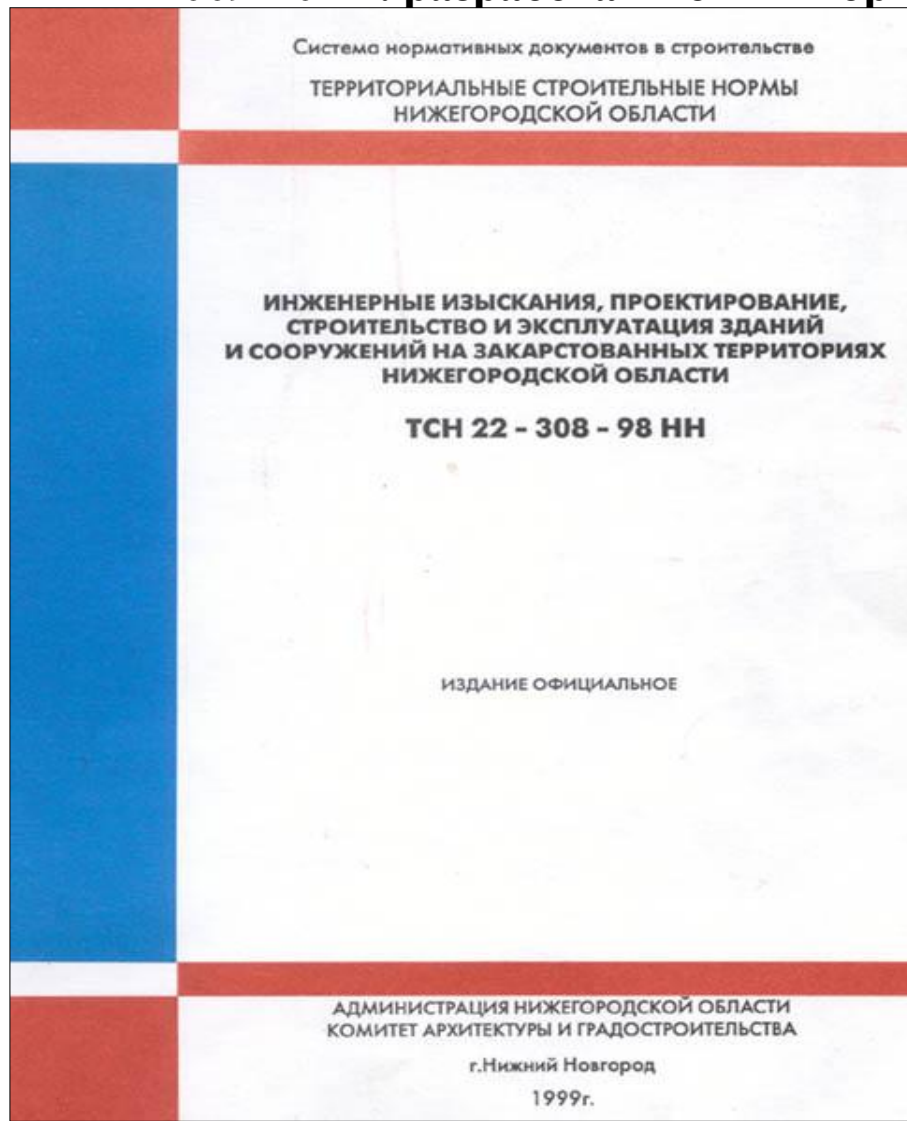 Система нормативных документов в строительстве
ТЕРРИТОРИАЛЬНЫЕ СТРОИТЕЛЬНЫЕ НОРМЫ
НИЖЕГОРОДСКОЙ ОБЛАСТИ
ИНЖЕНЕРНЫЕ ИЗЫСКАНИЯ, ПРОЕКТИРОВАНИЕ,
СТРОИТЕЛЬСТВО И ЭКСПЛУАТАЦИЯ ЗДАНИЙ
И СООРУЖЕНИЙ НА ЗАКАРСТОВАННЫХ ТЕРРИТОРИЯХ
НИЖЕГОРОДСКОЙ ОБЛАСТИ
ТСН 22 - 308 - 98 НН
ИЗДАНИЕ ОФИЦИАЛЬНОЕ
АДМИНИСТРАЦИЯ НИЖЕГОРОДСКОЙ ОБЛАСТИ
КОМИТЕТ АРХИТЕКТУРЫ И ГРАДОСТРОИТЕЛЬСТВА
г.Нижний Новгород
1999г.